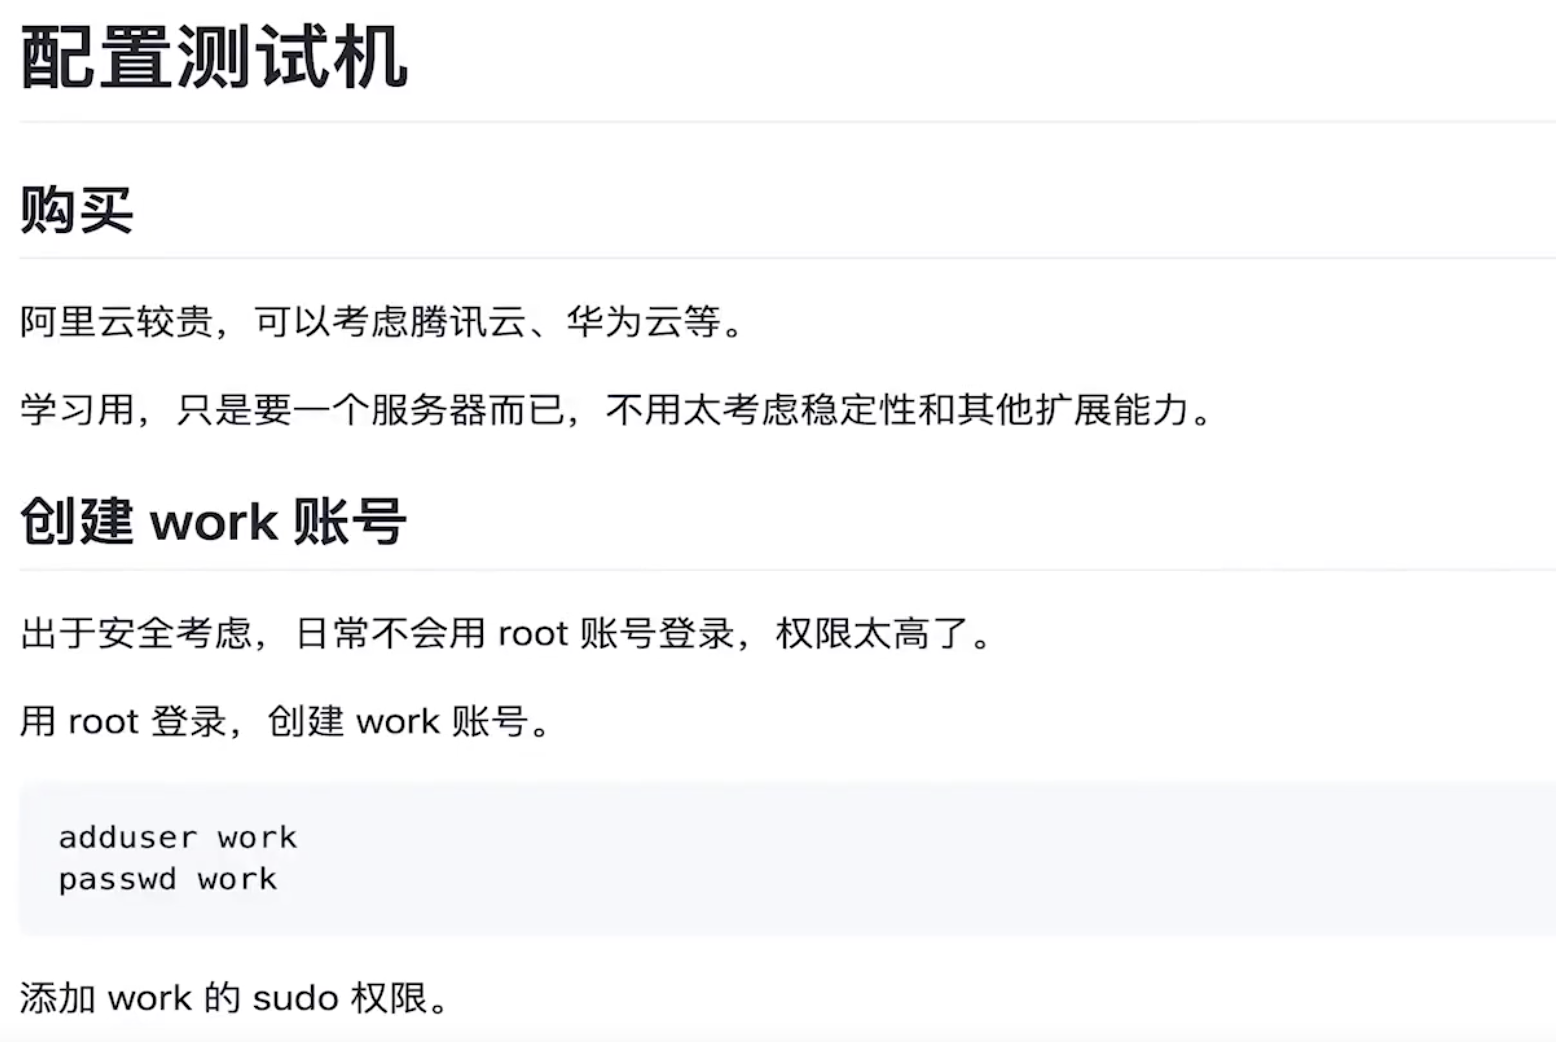 配置测试机
购买
阿里云较贵，可以考虑腾讯云、华为云等。
学习用，只是要一个服务器而已，不用太考虑稳定性和其他扩展能力。
创建 work 账号
出于安全考虑，日常不会用 root 账号登录，权限太高了。
用 root 登录，创建 work 账号。
adduser work
passwd work
添加 work 的 sudo 权限。